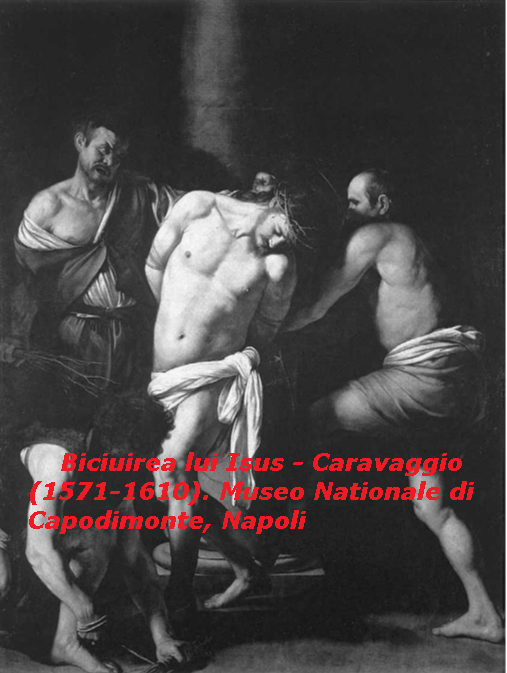 Biciuirea lui Isus - Caravaggio
(1571-1610). Museo Nationale di
Capodimonte, Napoli